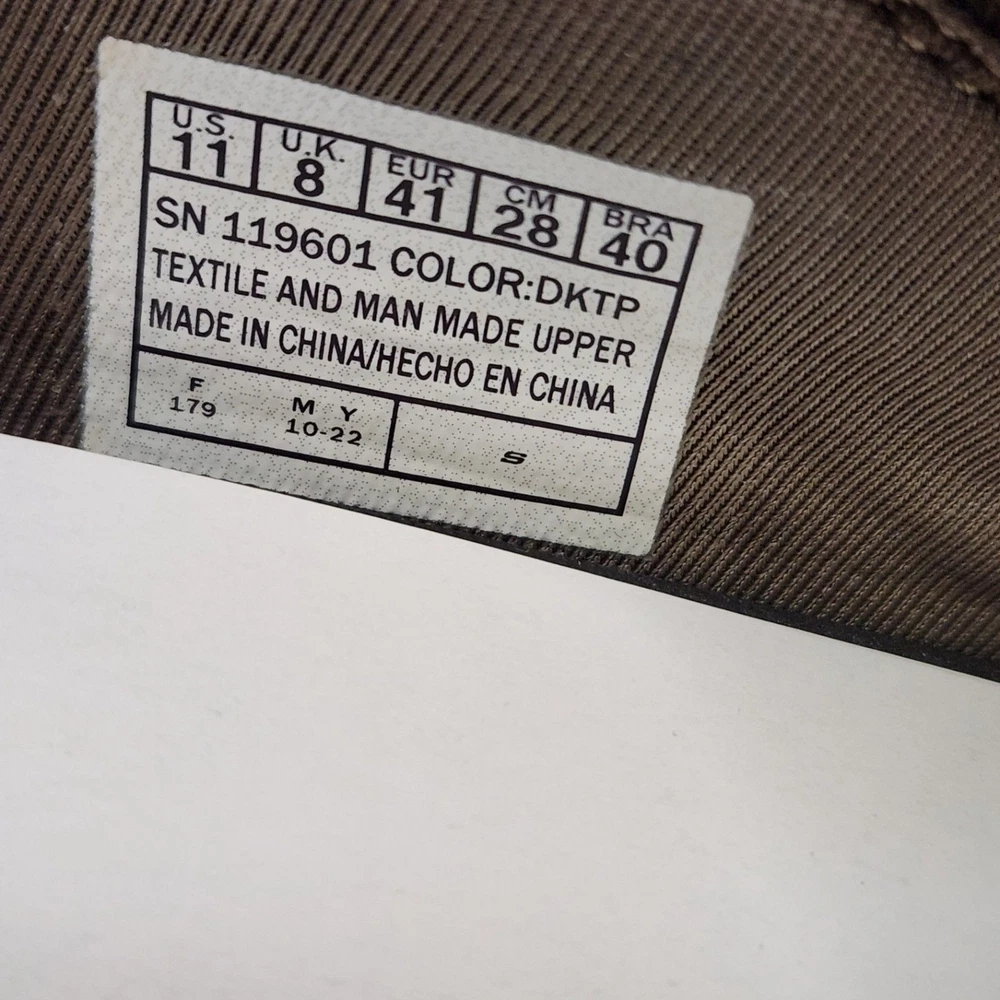 U.S. U.K. EUR CM BRA
11 8 41 28 40
SN 119601 COLOR:DKTP
TEXTILE AND MAN MADE UPPER
MADE IN CHINA/HECHO EN CHINA
F M Y
179 10-22 S